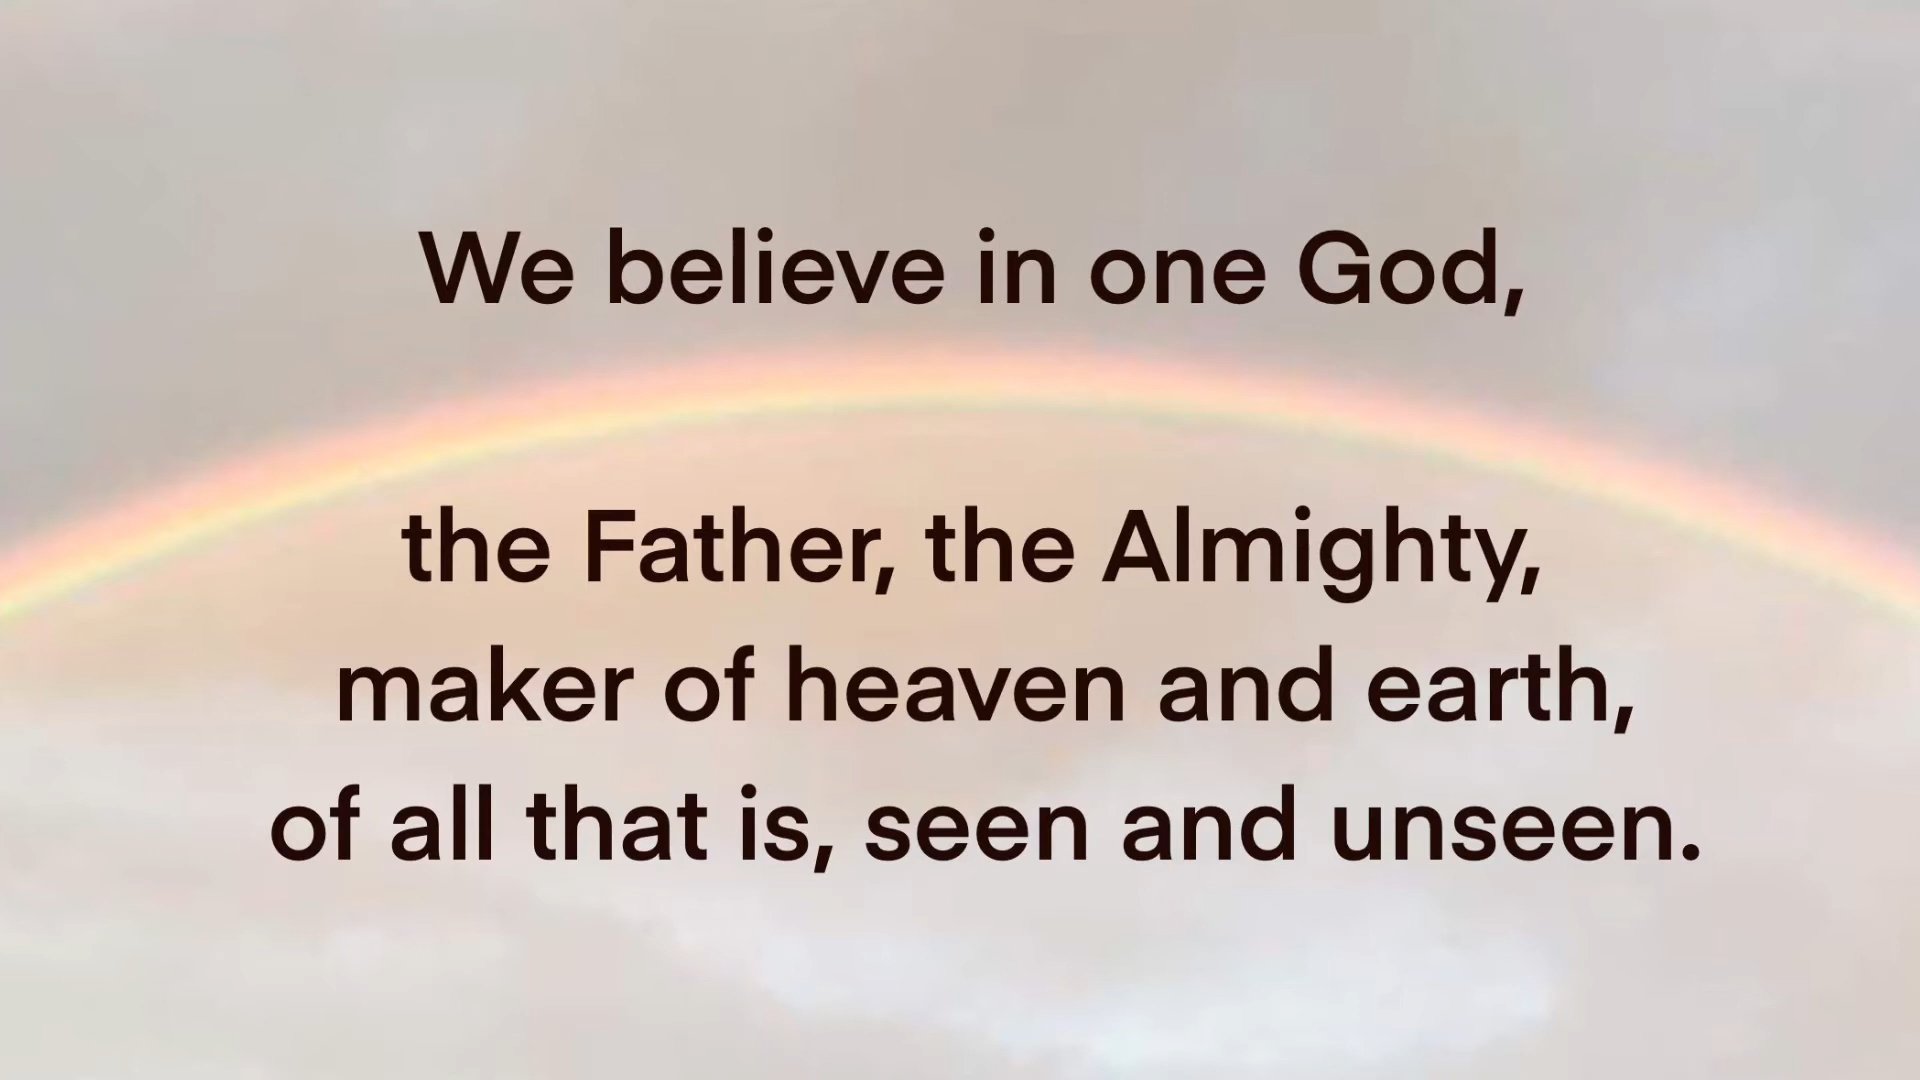 We believe in one God,
the Father, the Almighty,
maker of heaven and earth,
of all that is, seen and unseen.